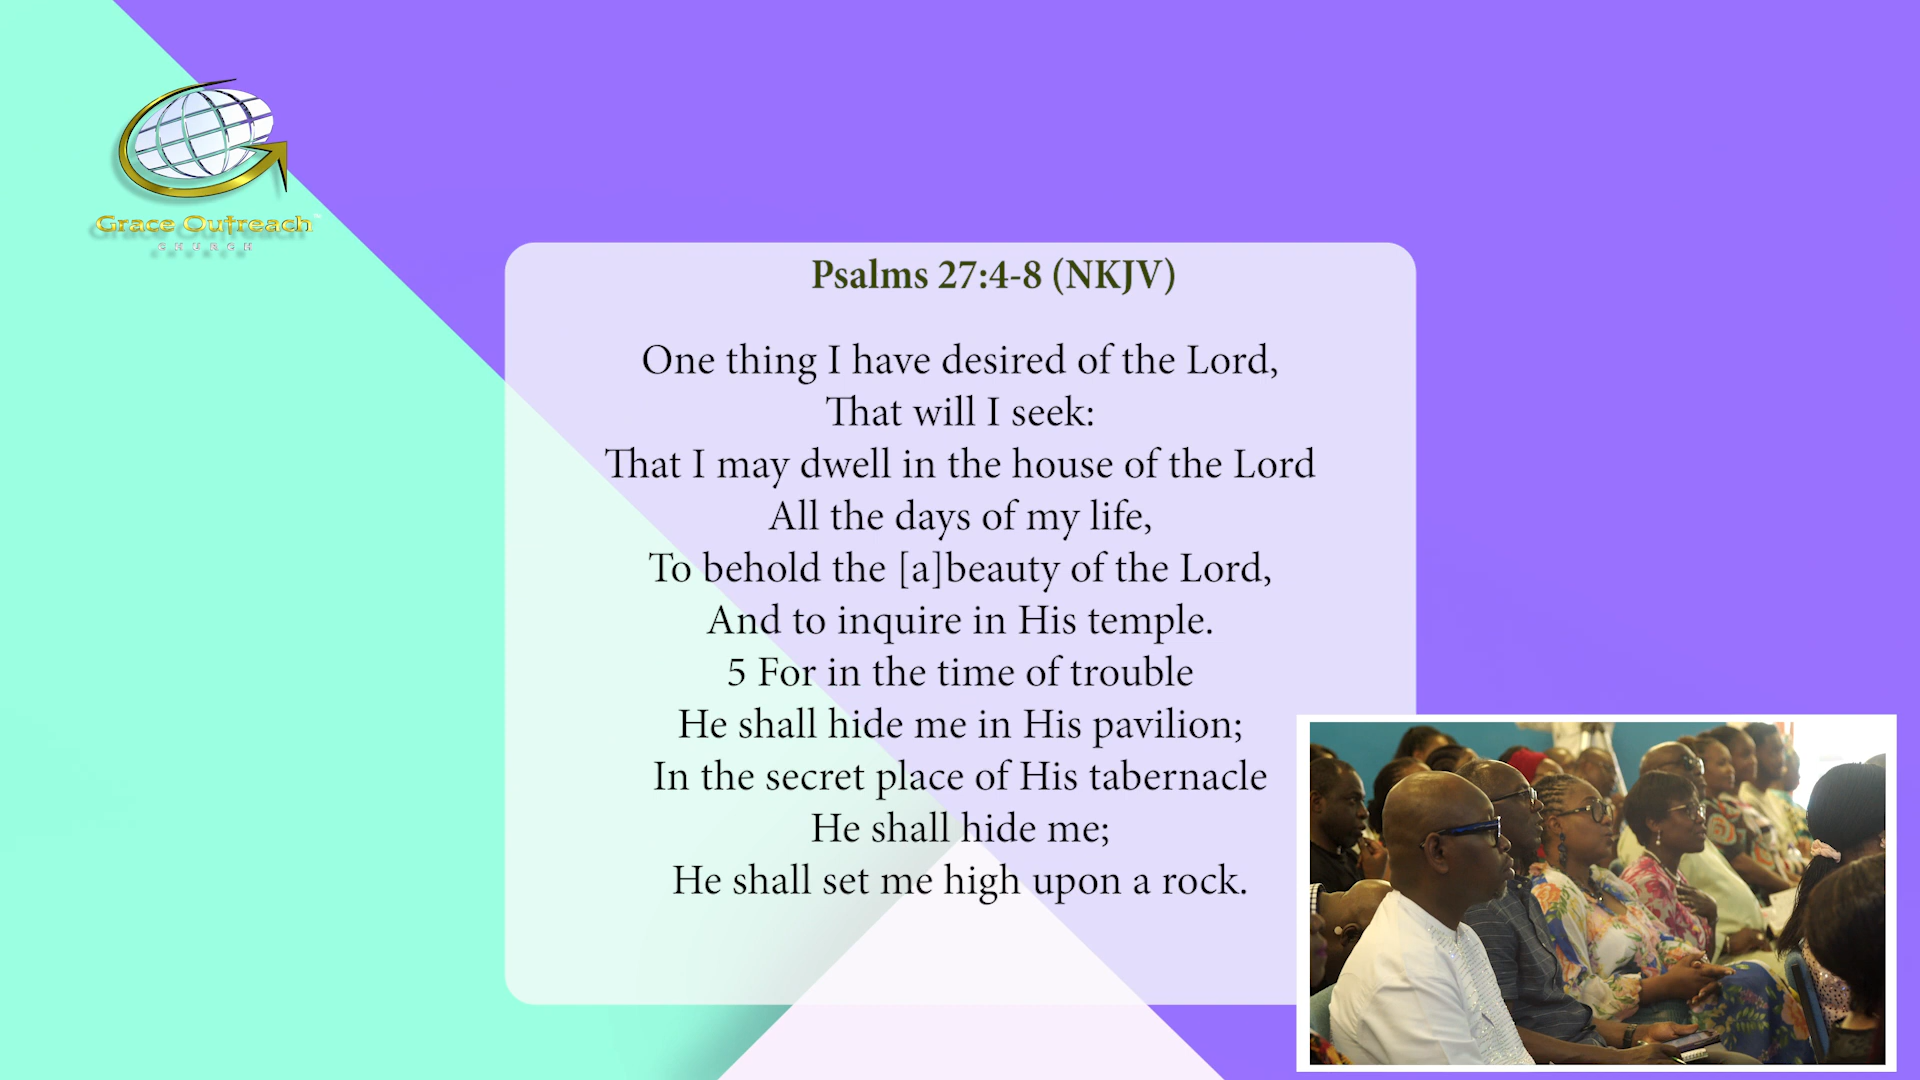 Grace Outreach
CHURCH
Psalms 27:4-8 (NKJV)
One thing I have desired of the Lord,
That will I seek:
That I may dwell in the house of the Lord
All the days of my life,
To behold the [a]beauty of the Lord,
And to inquire in His temple.
5 For in the time of trouble
He shall hide me in His pavilion;
In the secret place of His tabernacle
He shall hide me;
He shall set me high upon a rock.